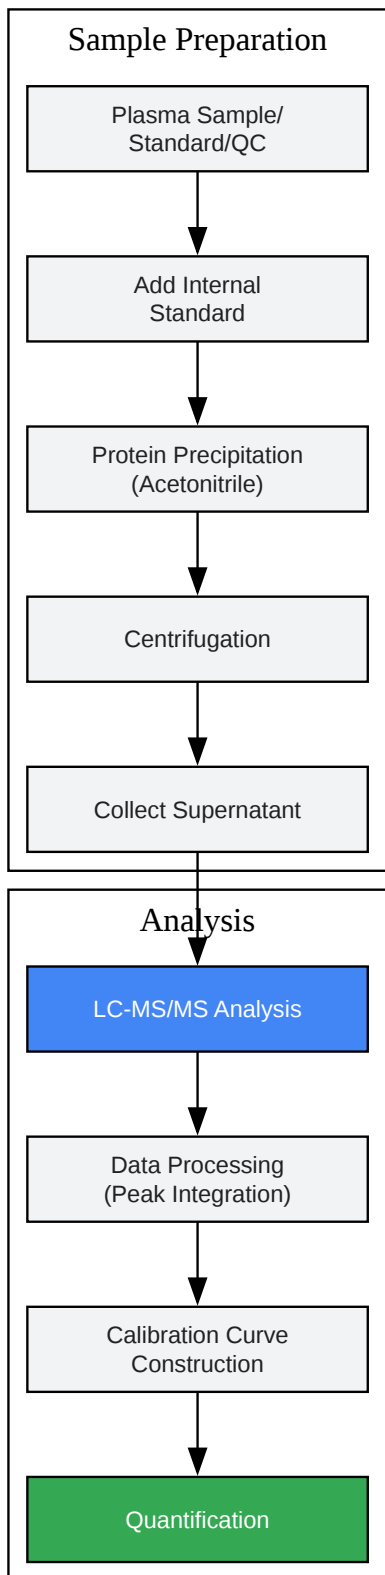 Sample Preparation
Plasma Sample/
Standard/QC
Add Internal
Standard
Protein Precipitation
(Acetonitrile)
Centrifugation
Collect Supernatant
Analysis
LC-MS/MS Analysis
Data Processing
(Peak Integration)
Calibration Curve
Construction
Quantification